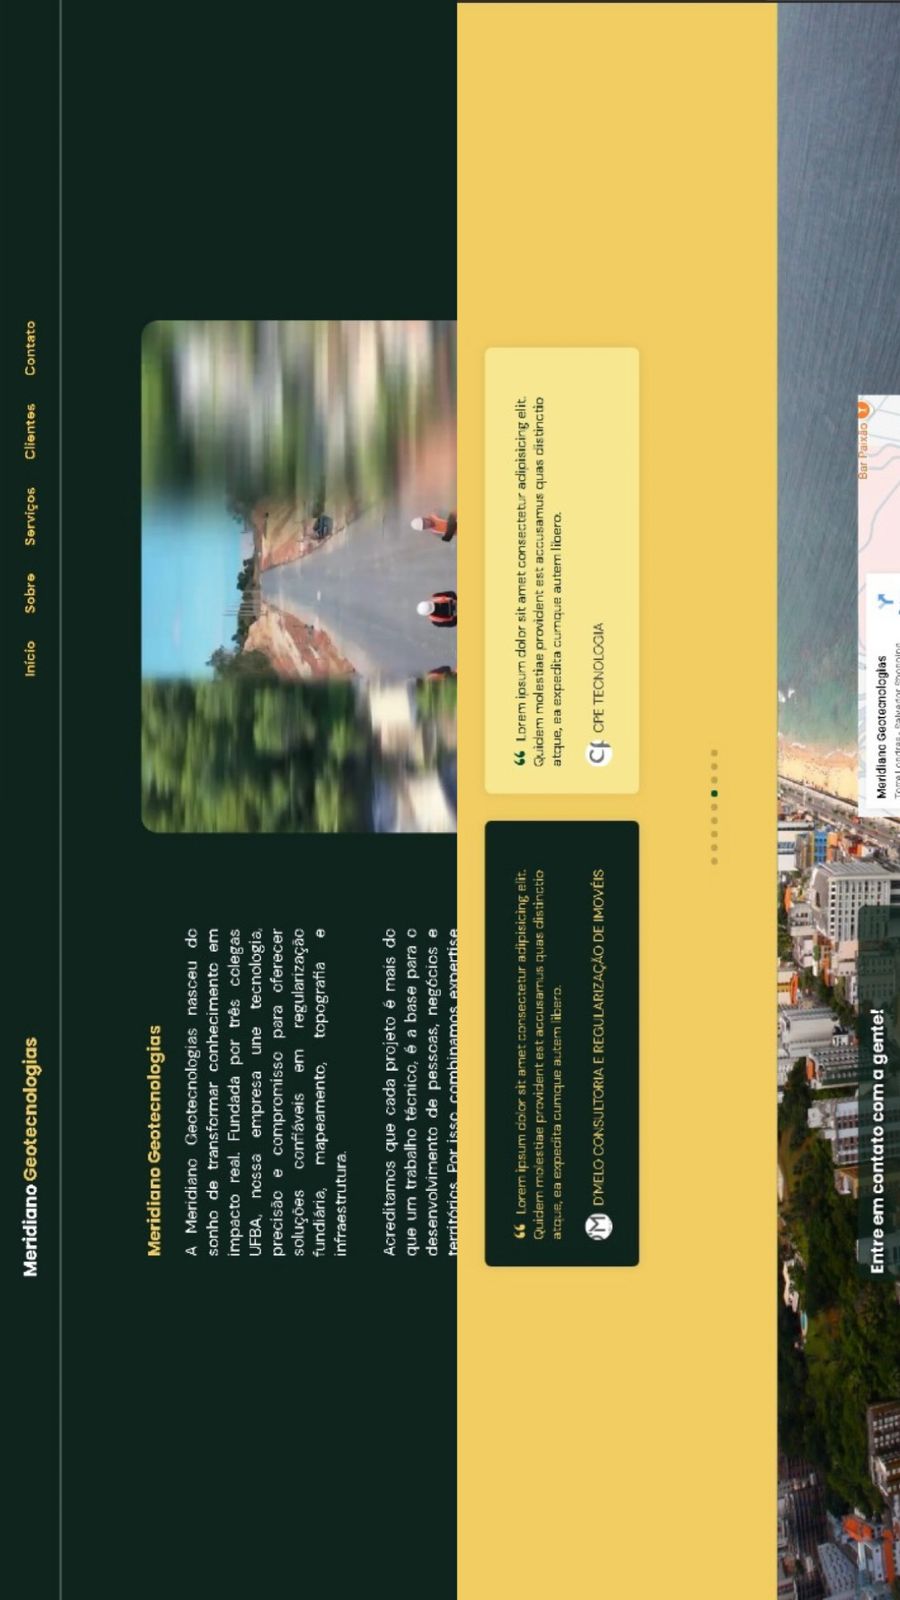 Meridiano Geotecnologias
Início Sobre Serviços Clientes Contato
Meridiano Geotecnologias
A Meridiano Geotecnologias nasceu do
sonho de transformar conhecimento em
impacto real. Fundada por três colegas
UFBA, nossa empresa une tecnologia,
precisão e compromisso para oferecer
soluções confiáveis em regularização
fundiária, mapeamento, topografia e
infraestrutura.
Acreditamos que cada projeto é mais do
que um trabalho técnico, é a base para o
desenvolvimento de pessoas, negócios e
territórios. Por isso, combinamos expertise
Lorem ipsum dolor sit amet consectetur adipisicing elit.
Quidem molestiae provident est accusamus quas distinctio
atque, ea expedita cumque autem libero.
D'MELO CONSULTORIA E REGULARIZAÇÃO DE IMOVÉIS
Lorem ipsum dolor sit amet consectetur adipisicing elit.
Quidem molestiae provident est accusamus quas distinctio
atque, ea expedita cumque autem libero.
CPE TECNOLOGIA
Entre em contato com a gente!
Meridiano Geotecnologias
Bar Paixão